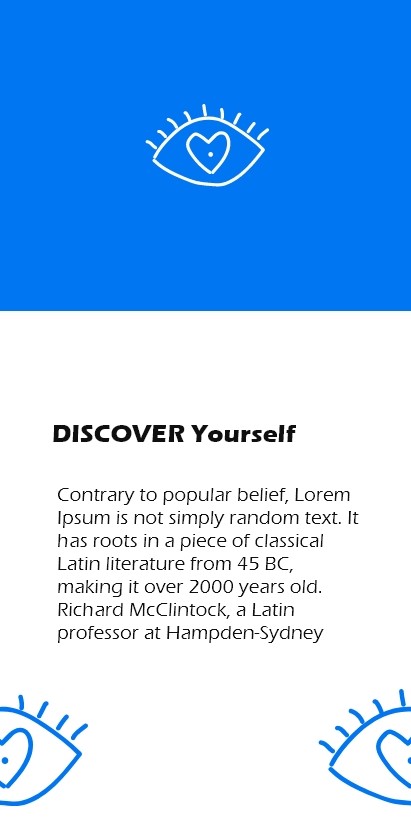 DISCOVER Yourself
Contrary to popular belief, Lorem
Ipsum is not simply random text. It
has roots in a piece of classical
Latin literature from 45 BC,
making it over 2000 years old.
Richard McClintock, a Latin
professor at Hampden-Sydney